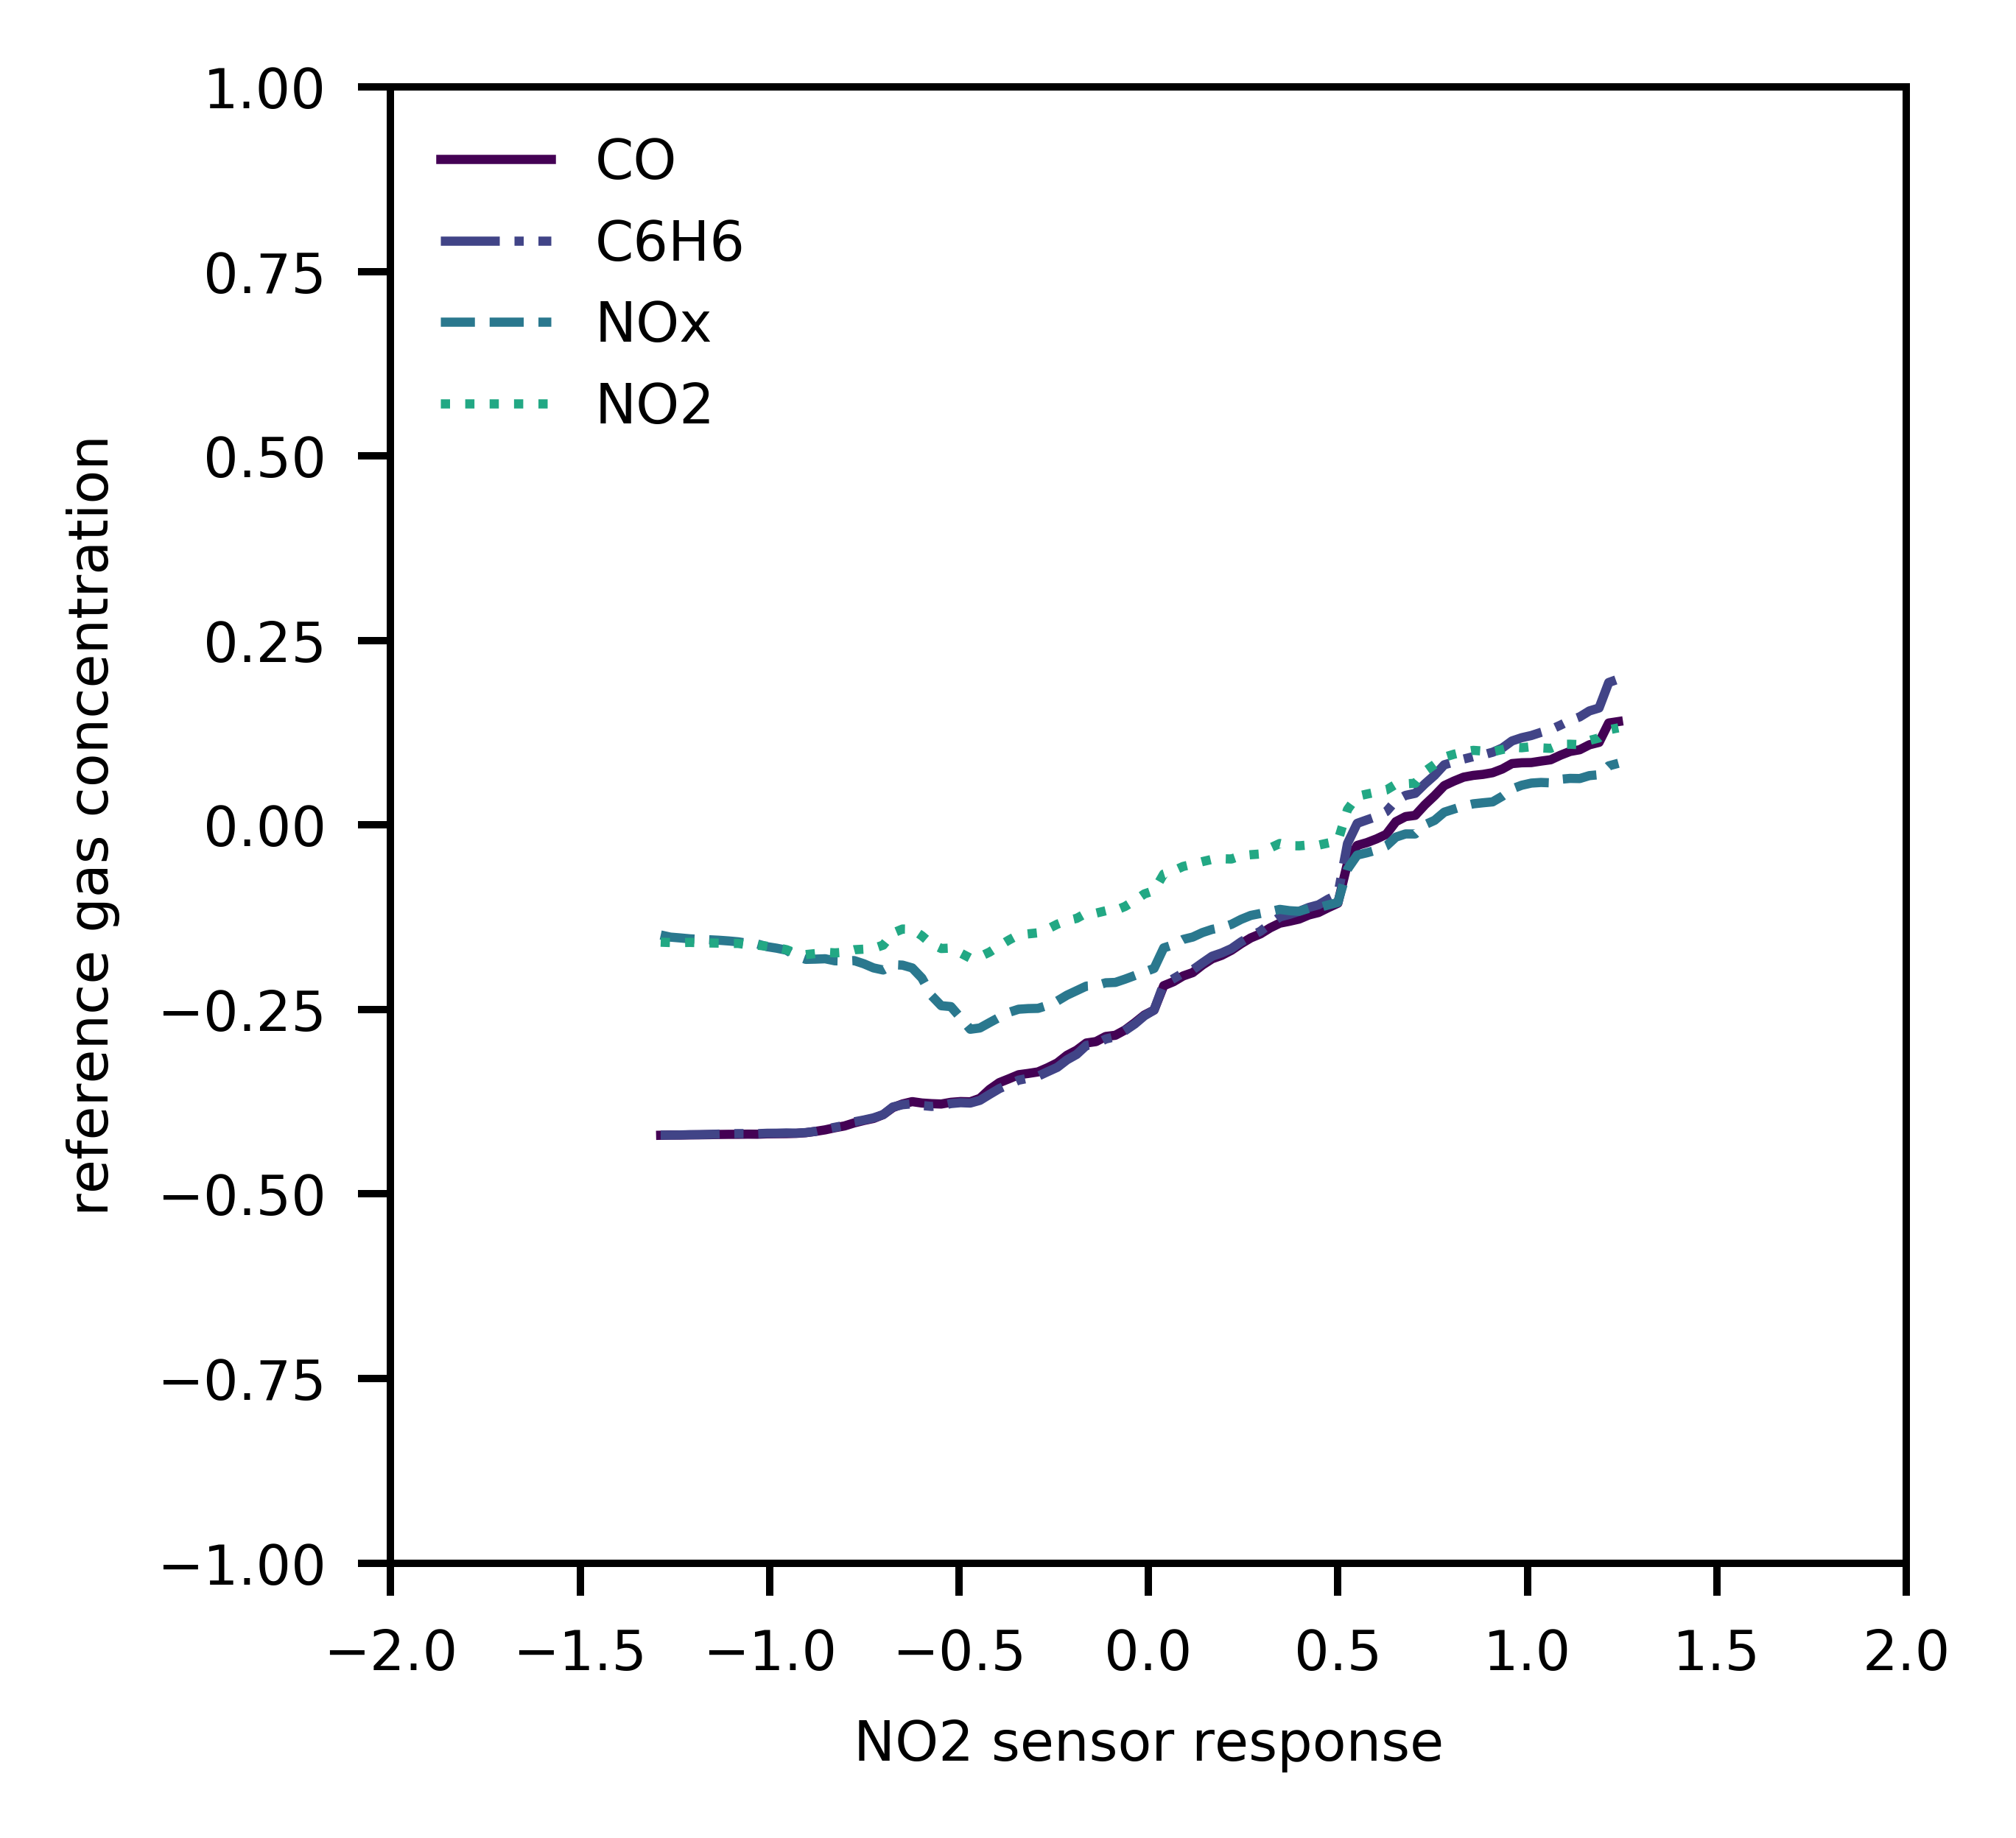 1.00
0.75
0.50
0.25
0.00
−0.25
−0.50
−0.75
−1.00
reference gas concentration
CO
C6H6
NOx
NO2
−2.0 −1.5 −1.0 −0.5 0.0 0.5 1.0 1.5 2.0
NO2 sensor response